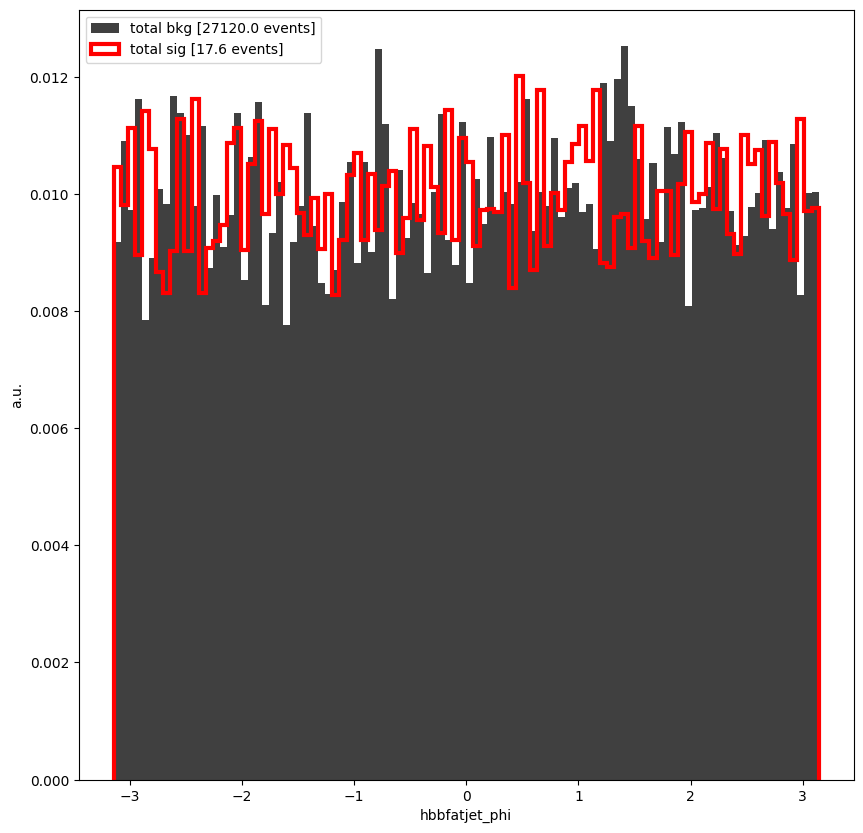 total bkg [27120.0 events]
total sig [17.6 events]
0.012
0.010
0.008
0.006
0.004
0.002
0.000
a.u.
−3 −2 −1 0 1 2 3
hbbfatjet_phi